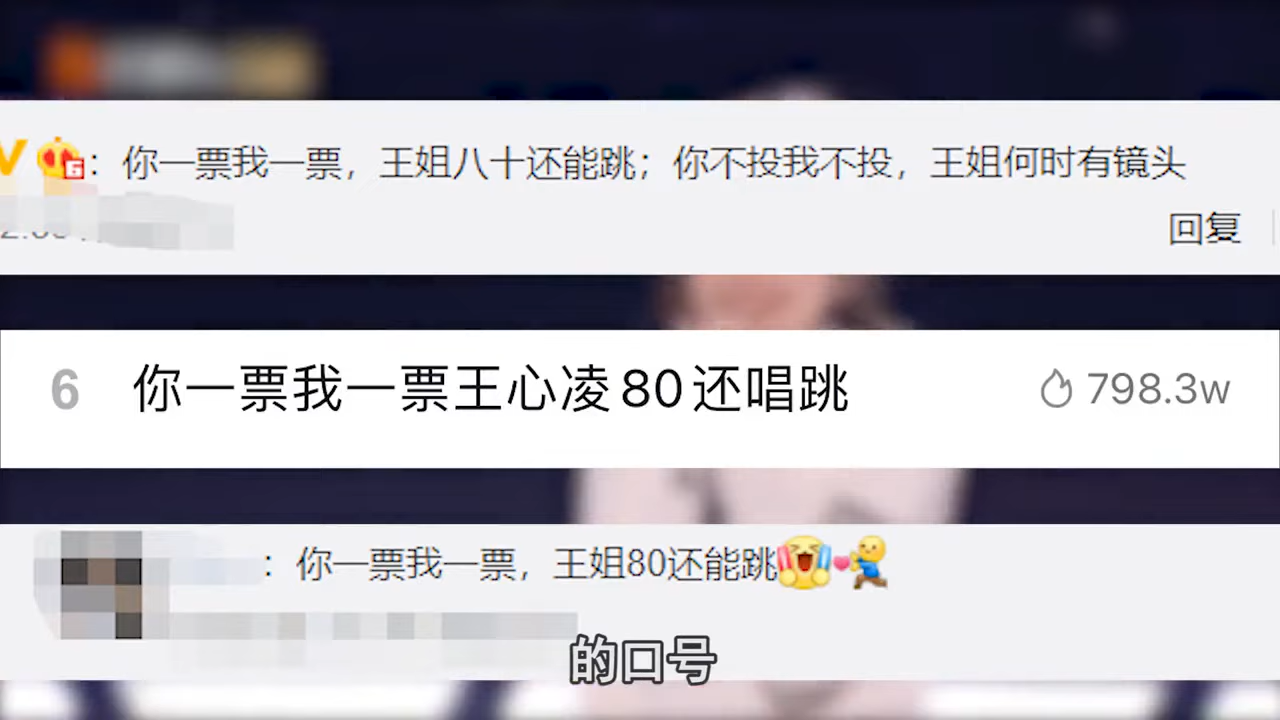 ：你一票我一票，王姐八十还能跳；你不投我不投，王姐何时有镜头
回复
6 你一票我一票王心凌80还唱跳 798.3w
：你一票我一票，王姐80还能跳
的口号